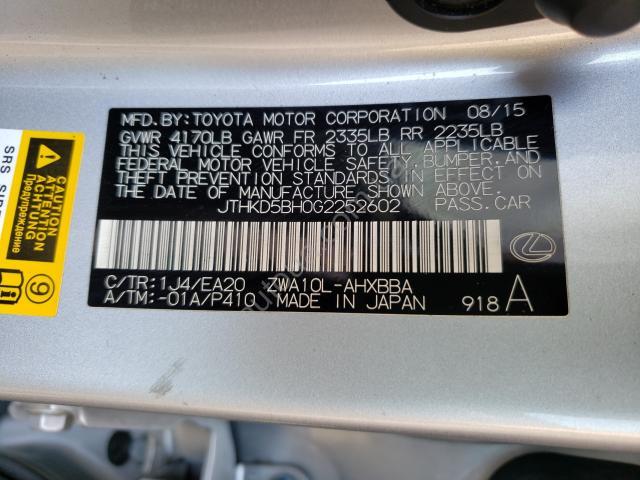 MFD. BY: TOYOTA MOTOR CORPORATION 08/15
GVWR 4170LB GAWR FR 2335LB RR 2235LB
THIS VEHICLE CONFORMS TO ALL APPLICABLE
FEDERAL MOTOR VEHICLE SAFETY, BUMPER, AND
THEFT PREVENTION STANDARDS IN EFFECT ON
THE DATE OF MANUFACTURE SHOWN ABOVE.
JTHKD5BH0G2252602 PASS. CAR
C/TR: 1J4/EA20 ZWA10L-AHXBBA
A/TM: -01A/P410 MADE IN JAPAN 918 A
WARNING
ATTENTION
Предупреждение
9